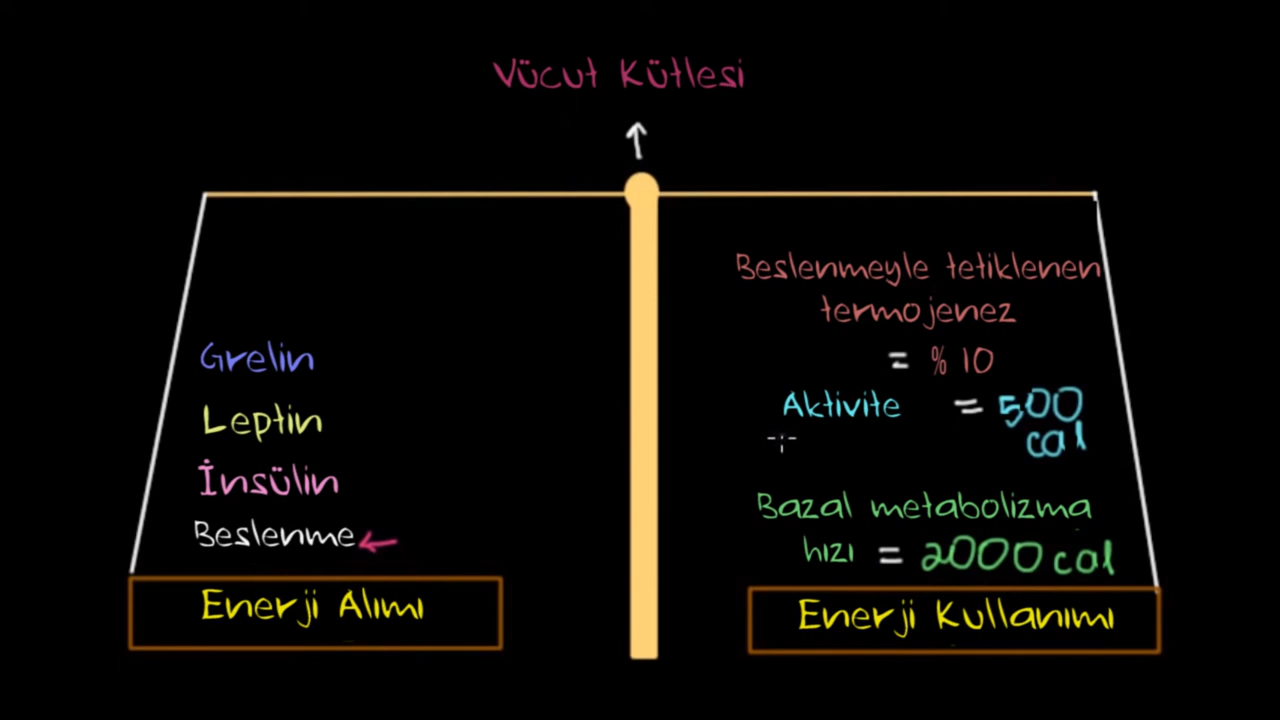 Vücut Kütlesi
Grelin
Leptin
İnsülin
Beslenme
Enerji Alımı
Beslenmeyle tetiklenen
termojenez
= % 10
Aktivite = 500
cal
Bazal metabolizma
hızı = 2000 cal
Enerji Kullanımı